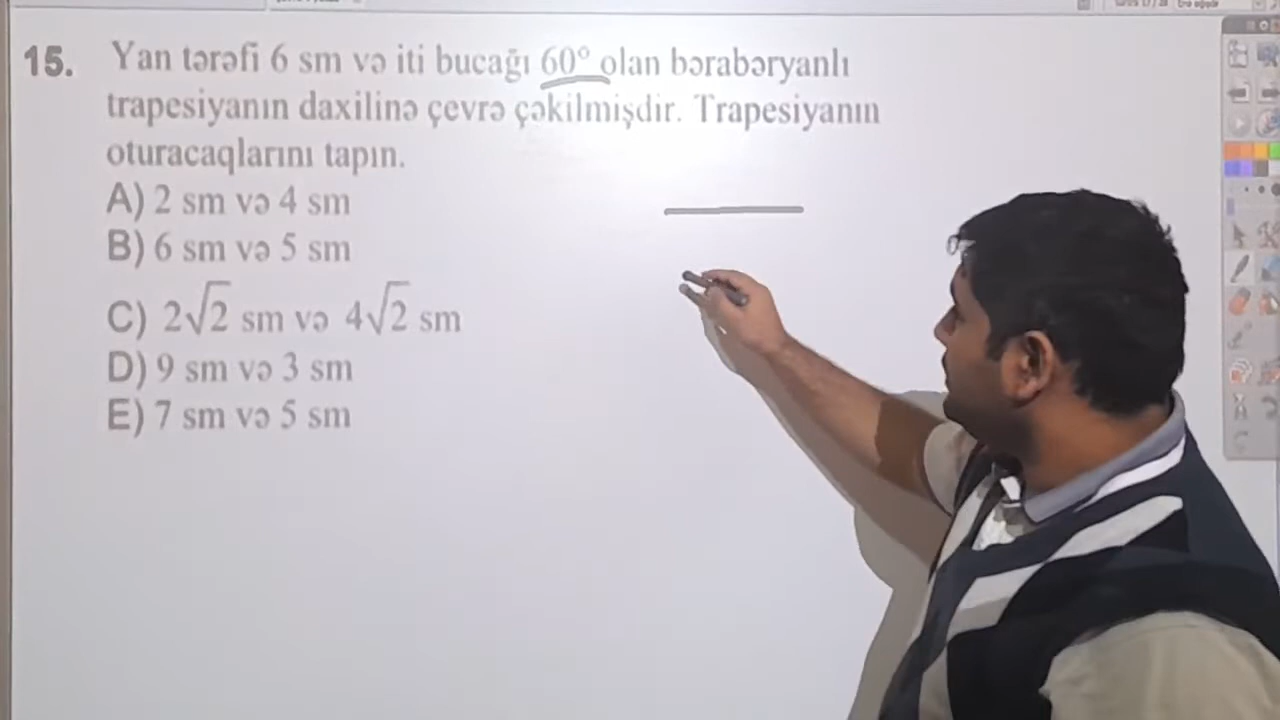 15. Yan tərəfi 6 sm və iti bucağı 60° olan bərabəryanlı
trapesiyanın daxilinə çevrə çəkilmişdir. Trapesiyanın
oturacaqlarını tapın.
A) 2 sm və 4 sm
B) 6 sm və 5 sm
C) 2√2 sm və 4√2 sm
D) 9 sm və 3 sm
E) 7 sm və 5 sm